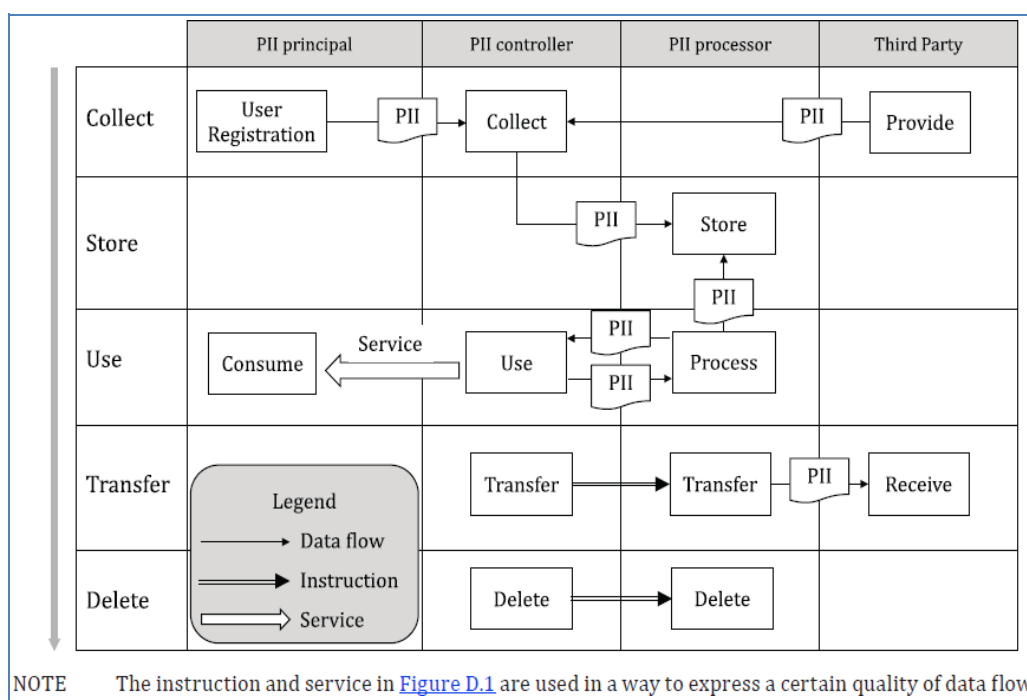 PII principal PII controller PII processor Third Party
Collect
User
Registration
PII
Collect
PII
Provide
Store
PII
Store
PII
Use
Consume
Service
Use
PII
PII
Process
Transfer
Transfer
Transfer
PII
Receive
Legend
Data flow
Instruction
Service
Delete
Delete
Delete
NOTE The instruction and service in Figure D.1 are used in a way to express a certain quality of data flow